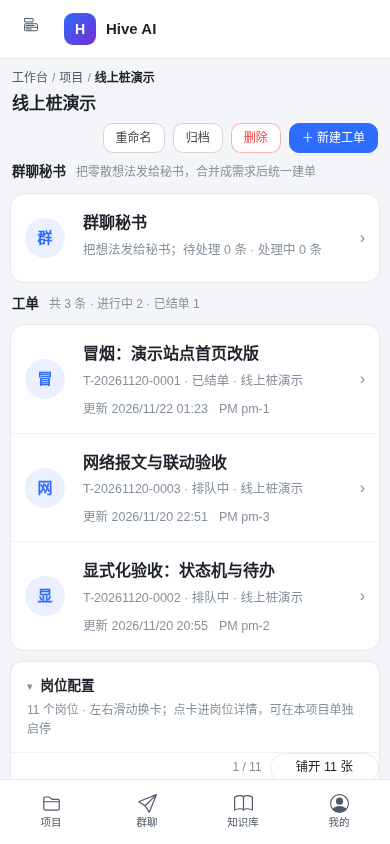 H Hive AI
工作台 / 项目 / 线上桩演示
线上桩演示
重命名 归档 删除 ＋ 新建工单
群聊秘书 把零散想法发给秘书，合并成需求后统一建单
群 群聊秘书
把想法发给秘书；待处理 0 条 · 处理中 0 条 ›
工单 共 3 条 · 进行中 2 · 已结单 1
冒 冒烟：演示站点首页改版
T-20261120-0001 · 已结单 · 线上桩演示 ›
更新 2026/11/22 01:23 · PM pm-1
网 网络报文与联动验收
T-20261120-0003 · 排队中 · 线上桩演示 ›
更新 2026/11/20 22:51 · PM pm-3
显 显式化验收：状态机与待办
T-20261120-0002 · 排队中 · 线上桩演示 ›
更新 2026/11/20 20:55 · PM pm-2
▾ 岗位配置
11 个岗位 · 左右滑动换卡；点卡进岗位详情，可在本项目单独
启停
1 / 11 铺开 11 张
项目 群聊 知识库 我的